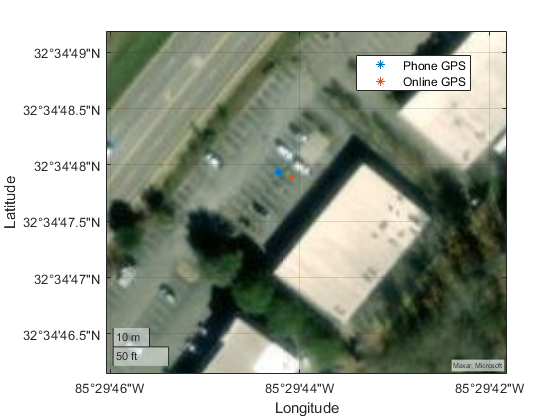 32°34'49"N
32°34'48.5"N
32°34'48"N
32°34'47.5"N
32°34'47"N
32°34'46.5"N
Latitude
Phone GPS
Online GPS
10 m
50 ft
Maxar, Microsoft
85°29'46"W
85°29'44"W
85°29'42"W
Longitude